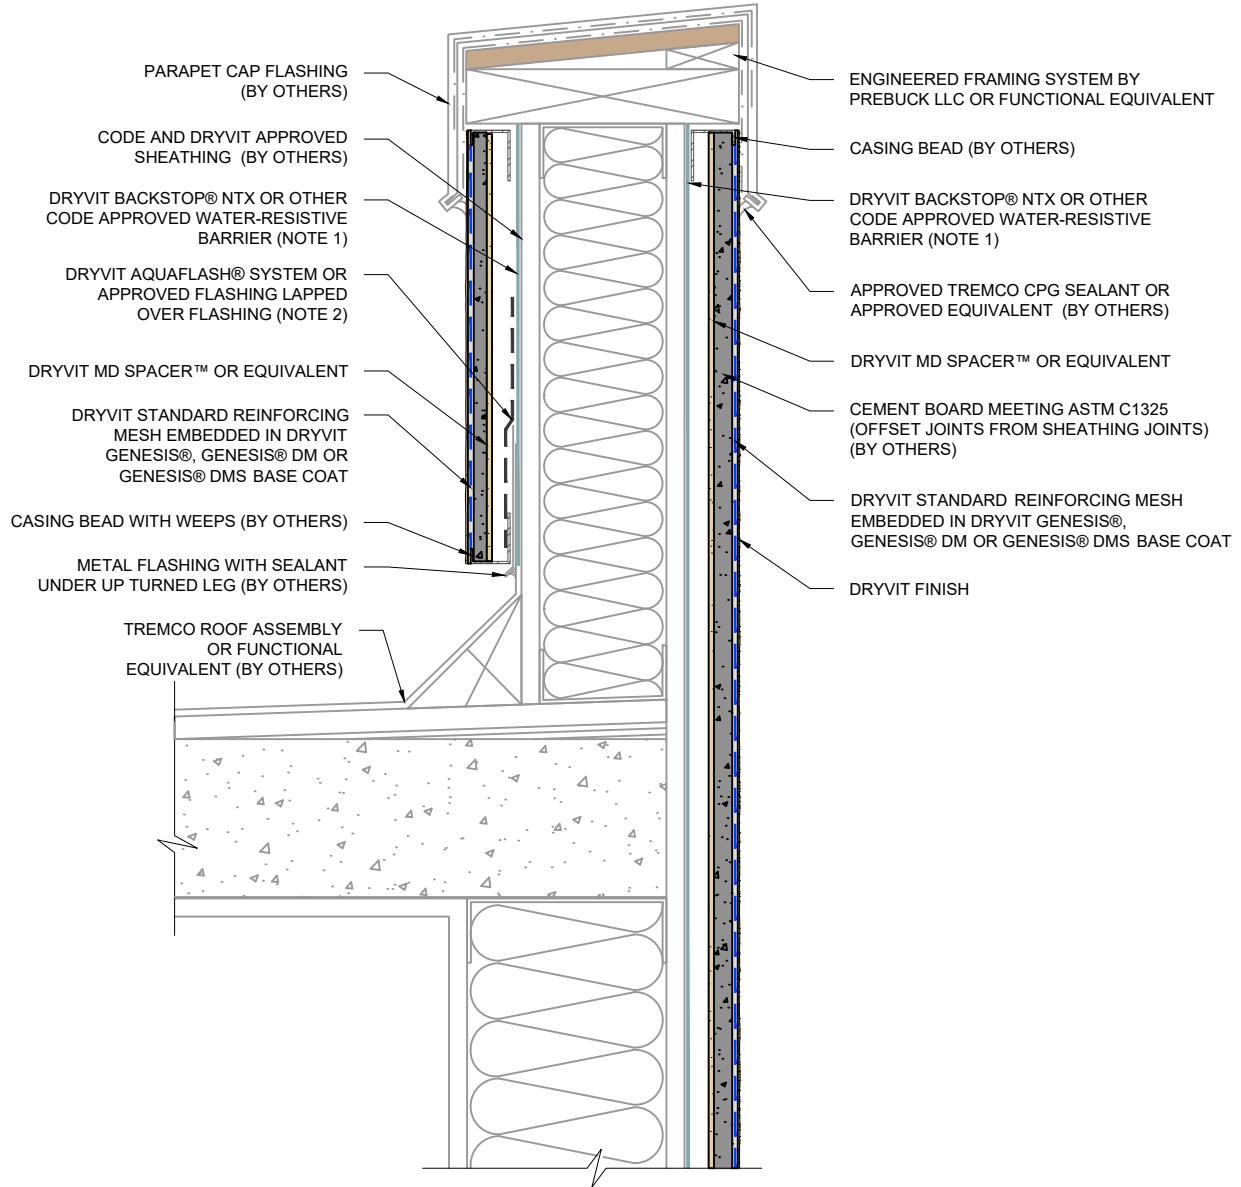 PARAPET CAP FLASHING
(BY OTHERS)
CODE AND DRYVIT APPROVED
SHEATHING (BY OTHERS)
DRYVIT BACKSTOP® NTX OR OTHER
CODE APPROVED WATER-RESISTIVE
BARRIER (NOTE 1)
DRYVIT AQUAFLASH® SYSTEM OR
APPROVED FLASHING LAPPED
OVER FLASHING (NOTE 2)
DRYVIT MD SPACER™ OR EQUIVALENT
DRYVIT STANDARD REINFORCING
MESH EMBEDDED IN DRYVIT
GENESIS®, GENESIS® DM OR
GENESIS® DMS BASE COAT
CASING BEAD WITH WEEPS (BY OTHERS)
METAL FLASHING WITH SEALANT
UNDER UP TURNED LEG (BY OTHERS)
TREMCO ROOF ASSEMBLY
OR FUNCTIONAL
EQUIVALENT (BY OTHERS)
ENGINEERED FRAMING SYSTEM BY
PREBUCK LLC OR FUNCTIONAL EQUIVALENT
CASING BEAD (BY OTHERS)
DRYVIT BACKSTOP® NTX OR OTHER
CODE APPROVED WATER-RESISTIVE
BARRIER (NOTE 1)
APPROVED TREMCO CPG SEALANT OR
APPROVED EQUIVALENT (BY OTHERS)
DRYVIT MD SPACER™ OR EQUIVALENT
CEMENT BOARD MEETING ASTM C1325
(OFFSET JOINTS FROM SHEATHING JOINTS)
(BY OTHERS)
DRYVIT STANDARD REINFORCING MESH
EMBEDDED IN DRYVIT GENESIS®,
GENESIS® DM OR GENESIS® DMS BASE COAT
DRYVIT FINISH